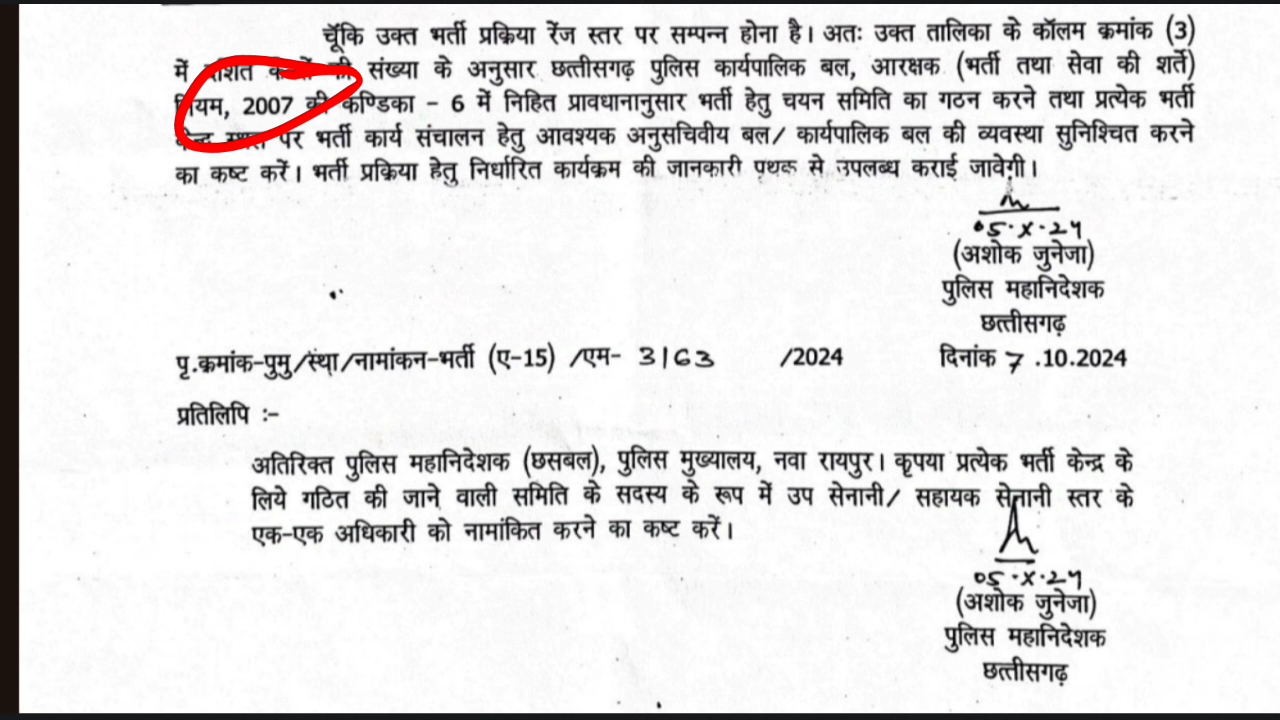 चूंकि उक्त भर्ती प्रक्रिया रेंज स्तर पर सम्पन्न होना है। अतः उक्त तालिका के कॉलम क्रमांक (3)
में की संख्या के अनुसार छत्तीसगढ़ पुलिस कार्यपालिक बल, आरक्षक (भर्ती तथा सेवा की शर्तें)
नियम, 2007 की कण्डिका - 6 में निहित प्रावधानानुसार भर्ती हेतु चयन समिति का गठन करने तथा प्रत्येक भर्ती
पर भर्ती कार्य संचालन हेतु आवश्यक अनुसचिवीय बल/ कार्यपालिक बल की व्यवस्था सुनिश्चित करने
का कष्ट करें। भर्ती प्रक्रिया हेतु निर्धारित कार्यक्रम की जानकारी पृथक से उपलब्ध कराई जावेगी।
05.X.24
(अशोक जुनेजा)
पुलिस महानिदेशक
छत्तीसगढ़
पृ.क्रमांक-पुमु/स्था/नामांकन-भर्ती (ए-15) /एम- 3163 /2024 दिनांक 7 .10.2024
प्रतिलिपि :-
अतिरिक्त पुलिस महानिदेशक (छसबल), पुलिस मुख्यालय, नवा रायपुर। कृपया प्रत्येक भर्ती केन्द्र के
लिये गठित की जाने वाली समिति के सदस्य के रूप में उप सेनानी/ सहायक सेनानी स्तर के
एक-एक अधिकारी को नामांकित करने का कष्ट करें।
05.X.24
(अशोक जुनेजा)
पुलिस महानिदेशक
छत्तीसगढ़